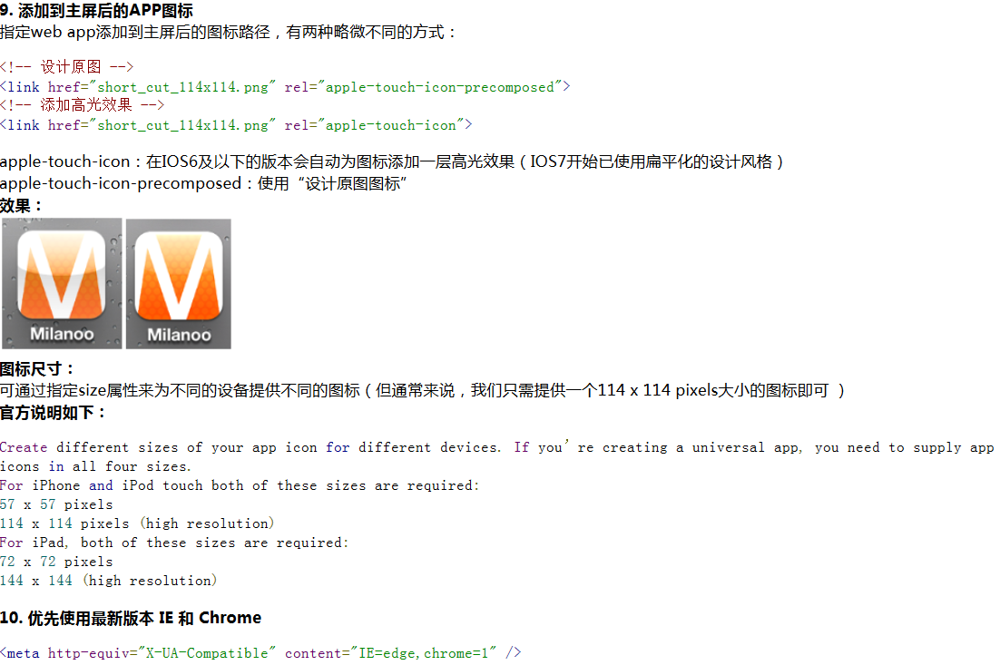 9. 添加到主屏后的APP图标
指定web app添加到主屏后的图标路径，有两种略微不同的方式：
<!-- 设计原图 -->
<link href="short_cut_114x114.png" rel="apple-touch-icon-precomposed">
<!-- 添加高光效果 -->
<link href="short_cut_114x114.png" rel="apple-touch-icon">
apple-touch-icon：在IOS6及以下的版本会自动为图标添加一层高光效果（IOS7开始已使用扁平化的设计风格）
apple-touch-icon-precomposed：使用“设计原图图标”
效果：
Milanoo Milanoo
图标尺寸：
可通过指定size属性来为不同的设备提供不同的图标（但通常来说，我们只需提供一个114 x 114 pixels大小的图标即可 ）
官方说明如下：
Create different sizes of your app icon for different devices. If you’re creating a universal app, you need to supply app
icons in all four sizes.
For iPhone and iPod touch both of these sizes are required:
57 x 57 pixels
114 x 114 pixels (high resolution)
For iPad, both of these sizes are required:
72 x 72 pixels
144 x 144 (high resolution)
10. 优先使用最新版本 IE 和 Chrome
<meta http-equiv="X-UA-Compatible" content="IE=edge,chrome=1" />